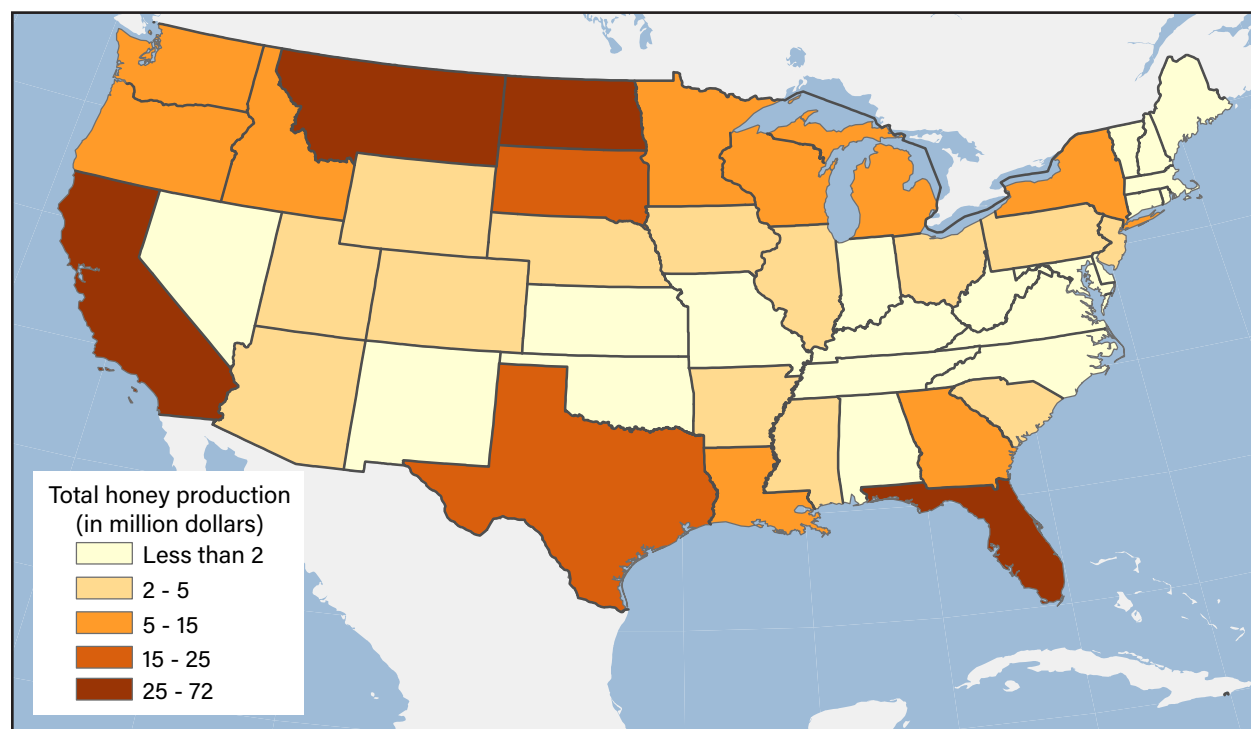 Total honey production
(in million dollars)
Less than 2
2 - 5
5 - 15
15 - 25
25 - 72